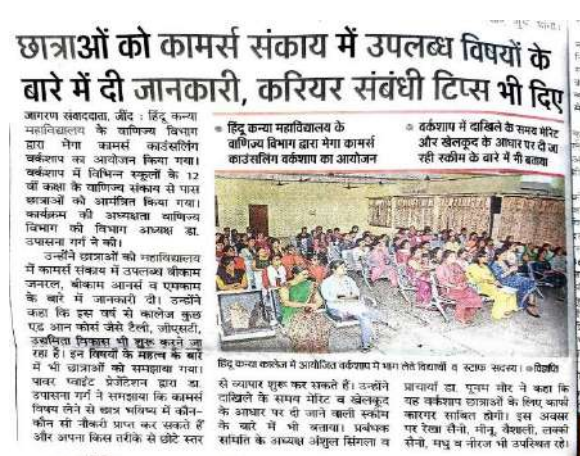 छात्राओं को कामर्स संकाय में उपलब्ध विषयों के
बारे में दी जानकारी, करियर संबंधी टिप्स भी दिए
जागरण संवाददाता, जींद : हिंदू कन्या
महाविद्यालय के वाणिज्य विभाग
द्वारा मेगा कामर्स काउंसलिंग
वर्कशाप का आयोजन किया गया।
वर्कशाप में विभिन्न स्कूलों के 12
वीं कक्षा के वाणिज्य संकाय से पास
छात्राओं को आमंत्रित किया गया।
कार्यक्रम की अध्यक्षता वाणिज्य
विभाग की विभाग अध्यक्ष डा.
उपासना गर्ग ने की।
उन्होंने छात्राओं को महाविद्यालय
में कामर्स संकाय में उपलब्ध बीकाम
जनरल, बीकाम आनर्स व एमकाम
के बारे में जानकारी दी। उन्होंने
कहा कि इस वर्ष से कालेज कुछ
एड आन कोर्स जैसे टैली, जीएसटी,
उद्यमिता विकास भी शुरू करने जा
रहा है। इन विषयों के महत्व के बारे
में भी छात्राओं को समझाया गया।
पावर प्वाइंट प्रेजेंटेशन द्वारा डा.
उपासना गर्ग ने समझाया कि कामर्स
विषय लेने से छात्र भविष्य में कौन-
कौन सी नौकरी प्राप्त कर सकते हैं
और अपना किस तरीके से छोटे स्तर
हिंदू कन्या महाविद्यालय के
वाणिज्य विभाग द्वारा मेगा कामर्स
काउंसलिंग वर्कशाप का आयोजन
वर्कशाप में दाखिले के समय मेरिट
और खेलकूद के आधार पर दी जा
रही स्कीम के बारे में भी बताया
हिंदू कन्या कालेज में आयोजित वर्कशाप में भाग लेते विद्यार्थी व स्टाफ सदस्य। ● विज्ञप्ति
से व्यापार शुरू कर सकते हैं। उन्होंने
दाखिले के समय मेरिट व खेलकूद
के आधार पर दी जाने वाली स्कीम
के बारे में भी बताया। प्रबंधक
समिति के अध्यक्ष अंशुल सिंगला व
प्राचार्या डा. पूनम मोर ने कहा कि
यह वर्कशाप छात्राओं के लिए काफी
कारगर साबित होगी। इस अवसर
पर रेखा सैनी, मीनू, वैशाली, लक्की
सैनी, मधु व नीरज भी उपस्थित रहे।